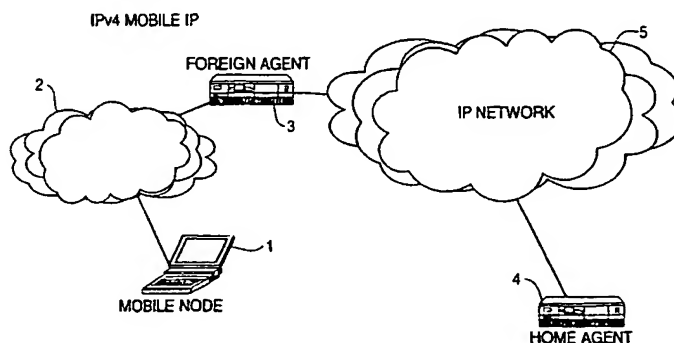 IPv4 MOBILE IP
FOREIGN AGENT
2
3
5
IP NETWORK
1
MOBILE NODE
4
HOME AGENT